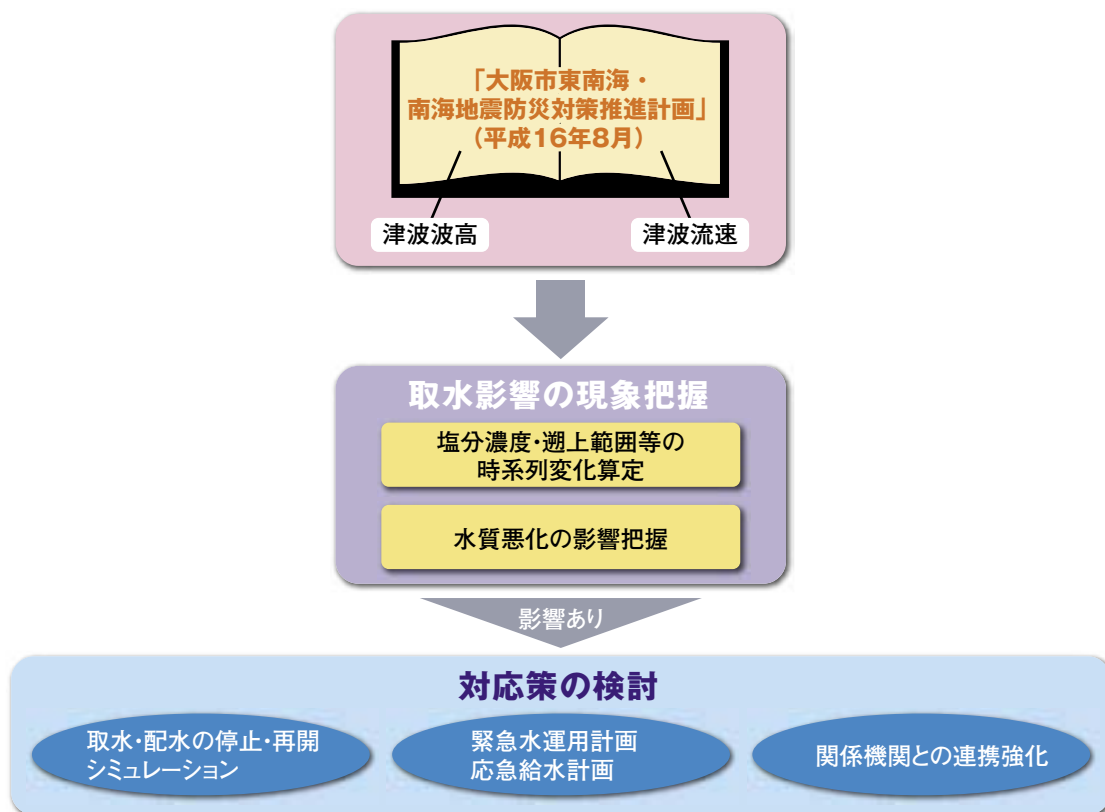 「大阪市東南海・
南海地震防災対策推進計画」
（平成16年8月）
津波波高
津波流速
取水影響の現象把握
塩分濃度・遡上範囲等の
時系列変化算定
水質悪化の影響把握
影響あり
対応策の検討
取水・配水の停止・再開
シミュレーション
緊急水運用計画
応急給水計画
関係機関との連携強化